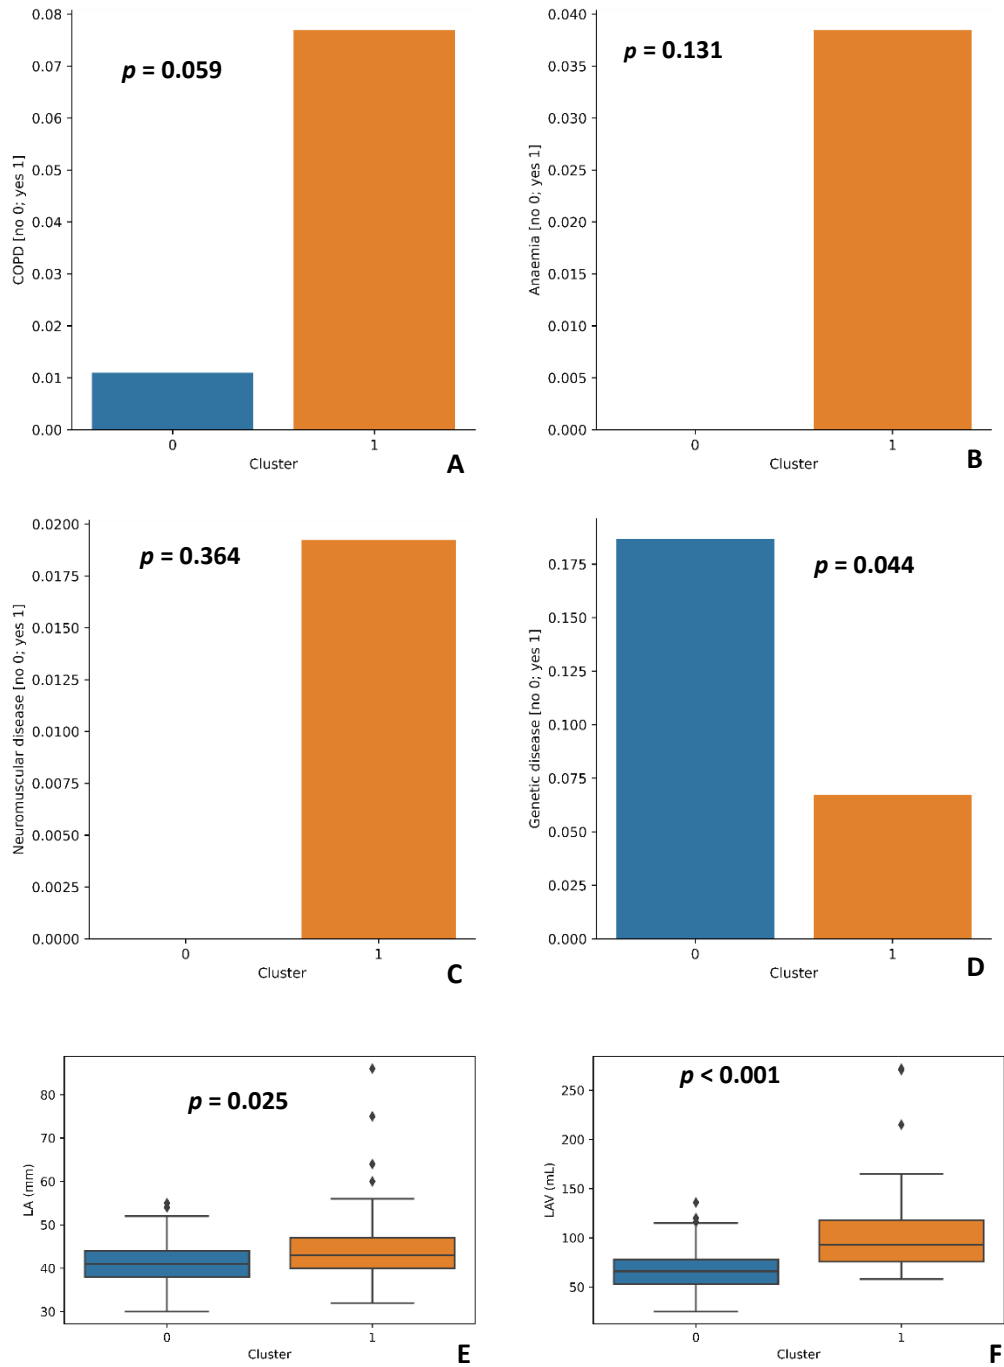 0.08
0.07
0.06
0.05
0.04
0.03
0.02
0.01
0.00
COPD [no 0; yes 1]
p = 0.059
0
1
Cluster
A
0.040
0.035
0.030
0.025
0.020
0.015
0.010
0.005
0.000
Anaemia [no 0; yes 1]
p = 0.131
0
1
Cluster
B
0.0200
0.0175
0.0150
0.0125
0.0100
0.0075
0.0050
0.0025
0.0000
Neuromuscular disease [no 0; yes 1]
p = 0.364
0
1
Cluster
C
0.175
0.150
0.125
0.100
0.075
0.050
0.025
0.000
Genetic disease [no 0; yes 1]
p = 0.044
0
1
Cluster
D
80
70
60
50
40
30
LA (mm)
p = 0.025
0
1
Cluster
E
250
200
150
100
50
LAV (mL)
p < 0.001
0
1
Cluster
F